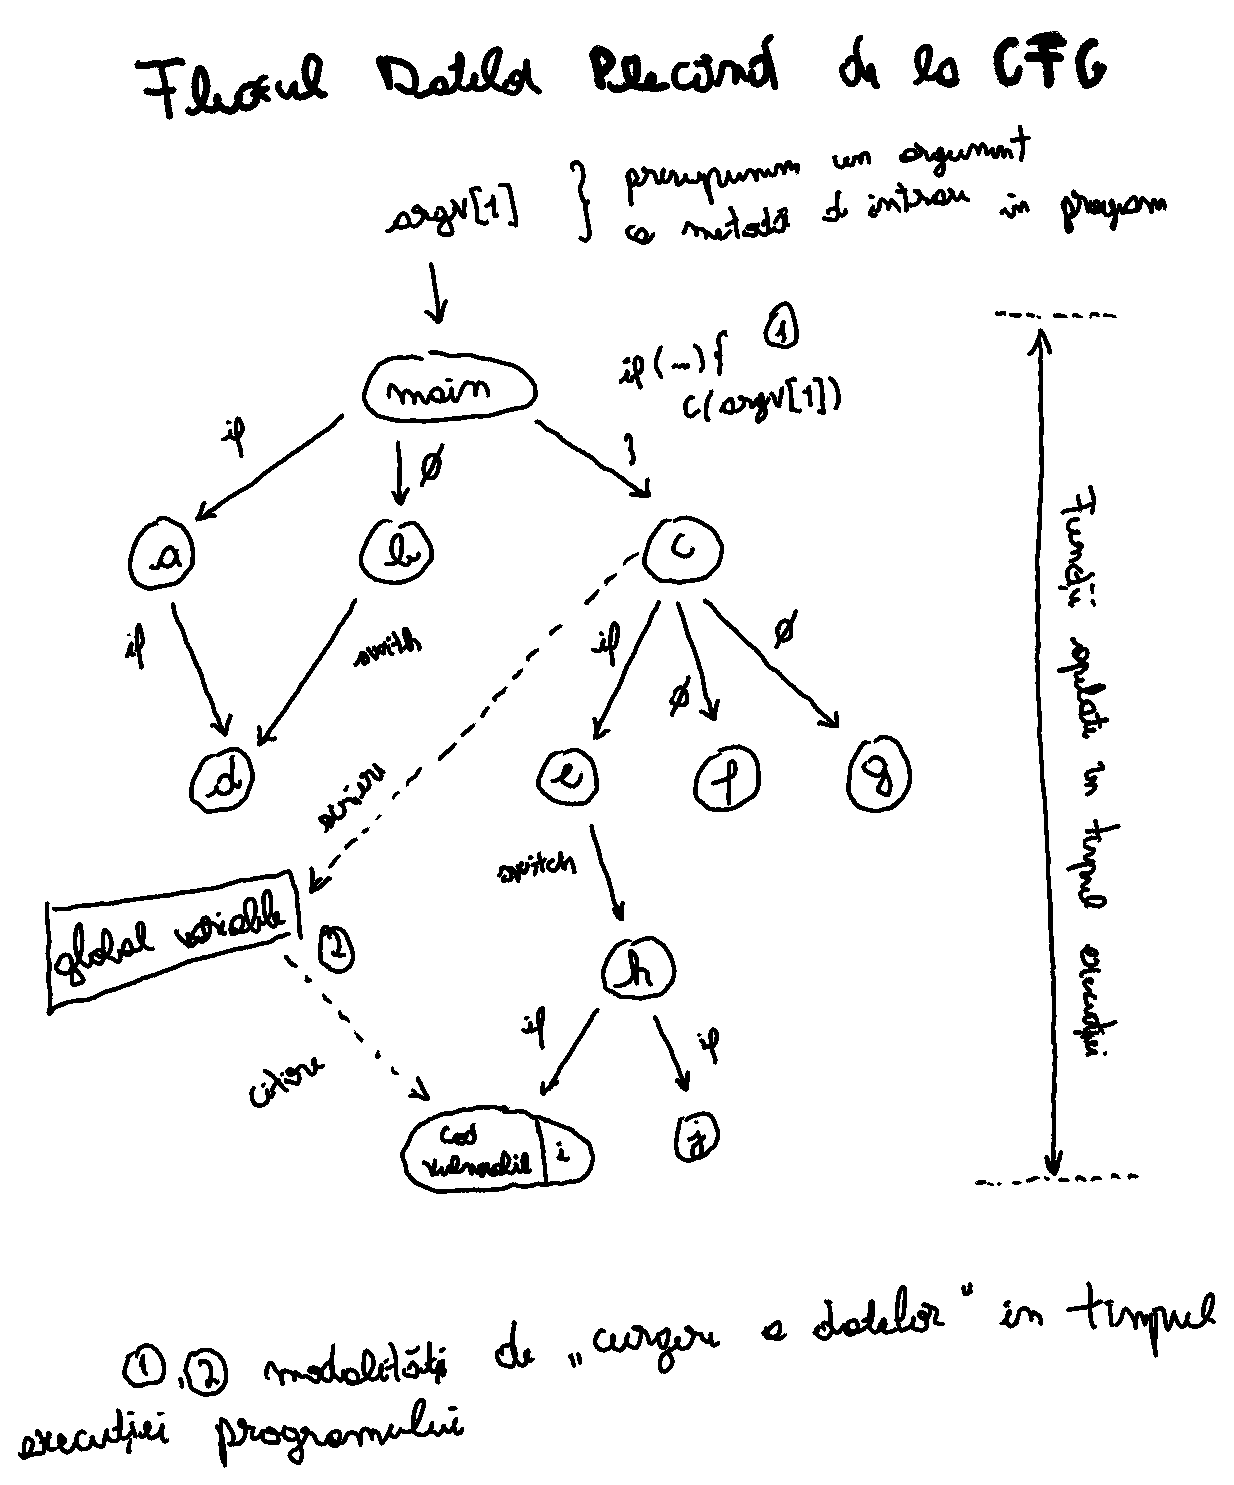 Fluxul Datelor Plecând de la CFG
argv[1] } presupunem un argument
ca metodă de intrare în program
main
if (...) { ①
c(argv[1])
}
if
Ø
a
b
c
if
switch
if
Ø
Ø
d
e
f
g
scriere
switch
global variable
②
h
citire
if
if
cod
vulnerabil
i
j
Funcții apelate în timpul execuției
①,② modalități de „curgere a datelor“ în timpul
execuției programului